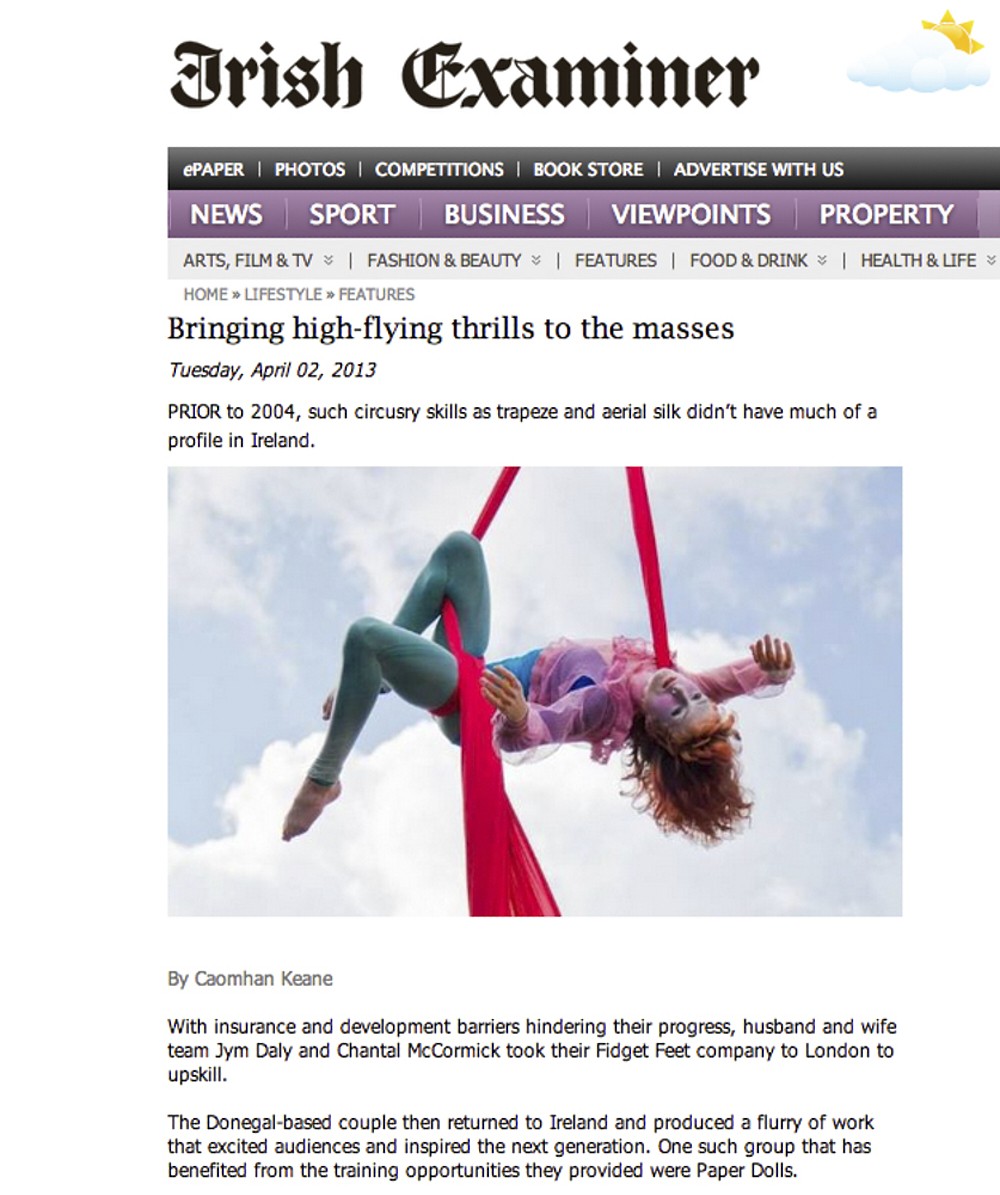 Irish Examiner
ePAPER | PHOTOS | COMPETITIONS | BOOK STORE | ADVERTISE WITH US
NEWS SPORT BUSINESS VIEWPOINTS PROPERTY
ARTS, FILM & TV | FASHION & BEAUTY | FEATURES | FOOD & DRINK | HEALTH & LIFE
HOME » LIFESTYLE » FEATURES
Bringing high-flying thrills to the masses
Tuesday, April 02, 2013
PRIOR to 2004, such circusry skills as trapeze and aerial silk didn’t have much of a
profile in Ireland.
By Caomhan Keane
With insurance and development barriers hindering their progress, husband and wife
team Jym Daly and Chantal McCormick took their Fidget Feet company to London to
upskill.
The Donegal-based couple then returned to Ireland and produced a flurry of work
that excited audiences and inspired the next generation. One such group that has
benefited from the training opportunities they provided were Paper Dolls.